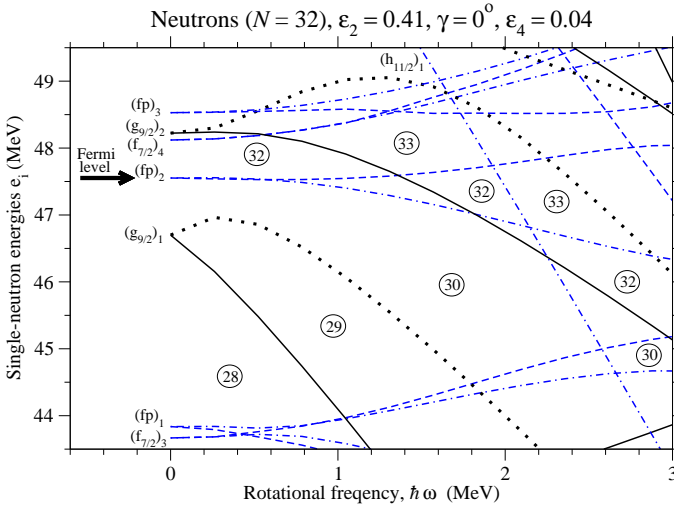 Neutrons (N = 32), ε₂ = 0.41, γ = 0°, ε₄ = 0.04
Single-neutron energies eᵢ (MeV)
49
48
47
46
45
44
Fermi
level
(fp)₃
(g₉/₂)₂
(f₇/₂)₄
(fp)₂
(g₉/₂)₁
(fp)₁
(f₇/₂)₃
(h₁₁/₂)₁
32
33
32
33
32
30
29
30
28
0
1
2
3
Rotational freqency, ħ ω (MeV)